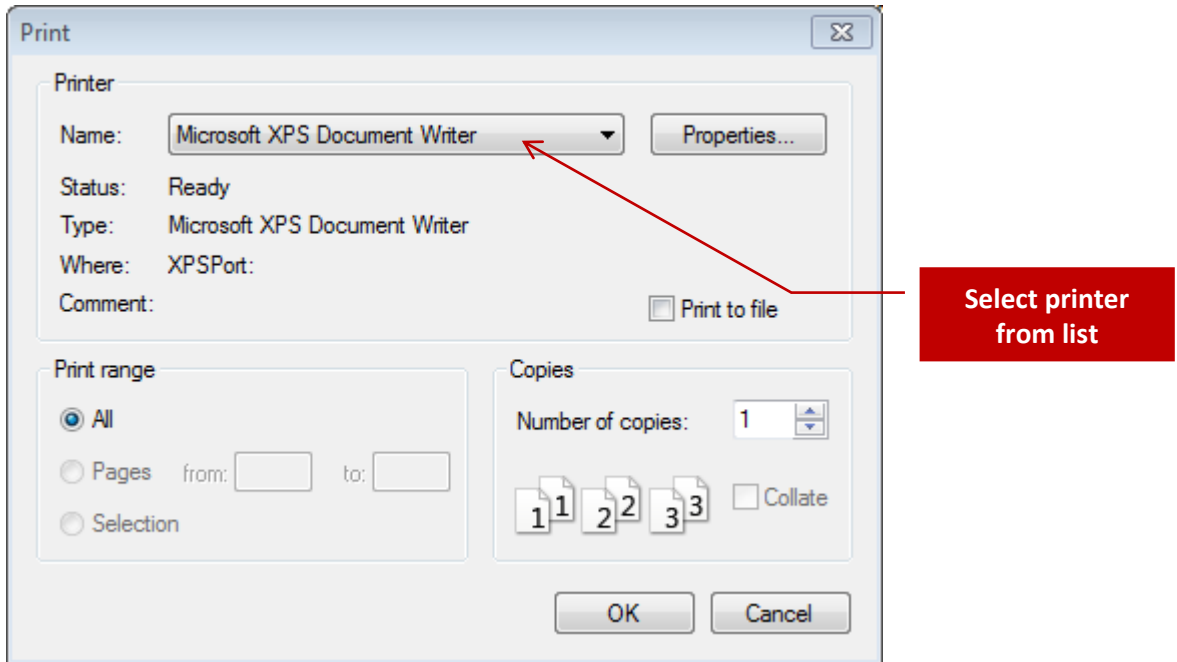 Print
Printer
Name: Microsoft XPS Document Writer Properties...
Status: Ready
Type: Microsoft XPS Document Writer
Where: XPSPort:
Comment: Print to file
Select printer
from list
Print range
All
Pages from: to:
Selection
Copies
Number of copies: 1
1 1 2 2 3 3 Collate
OK Cancel